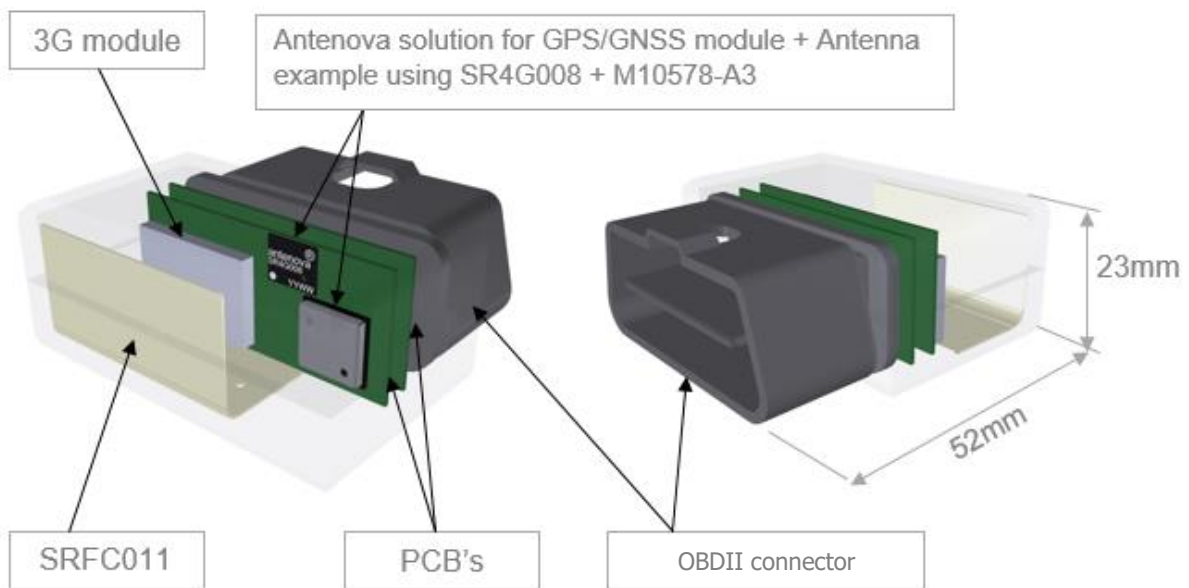 3G module
Antenova solution for GPS/GNSS module + Antenna
example using SR4G008 + M10578-A3
antenova
SR4G008
YYWW
23mm
52mm
SRFC011
PCB's
OBDII connector